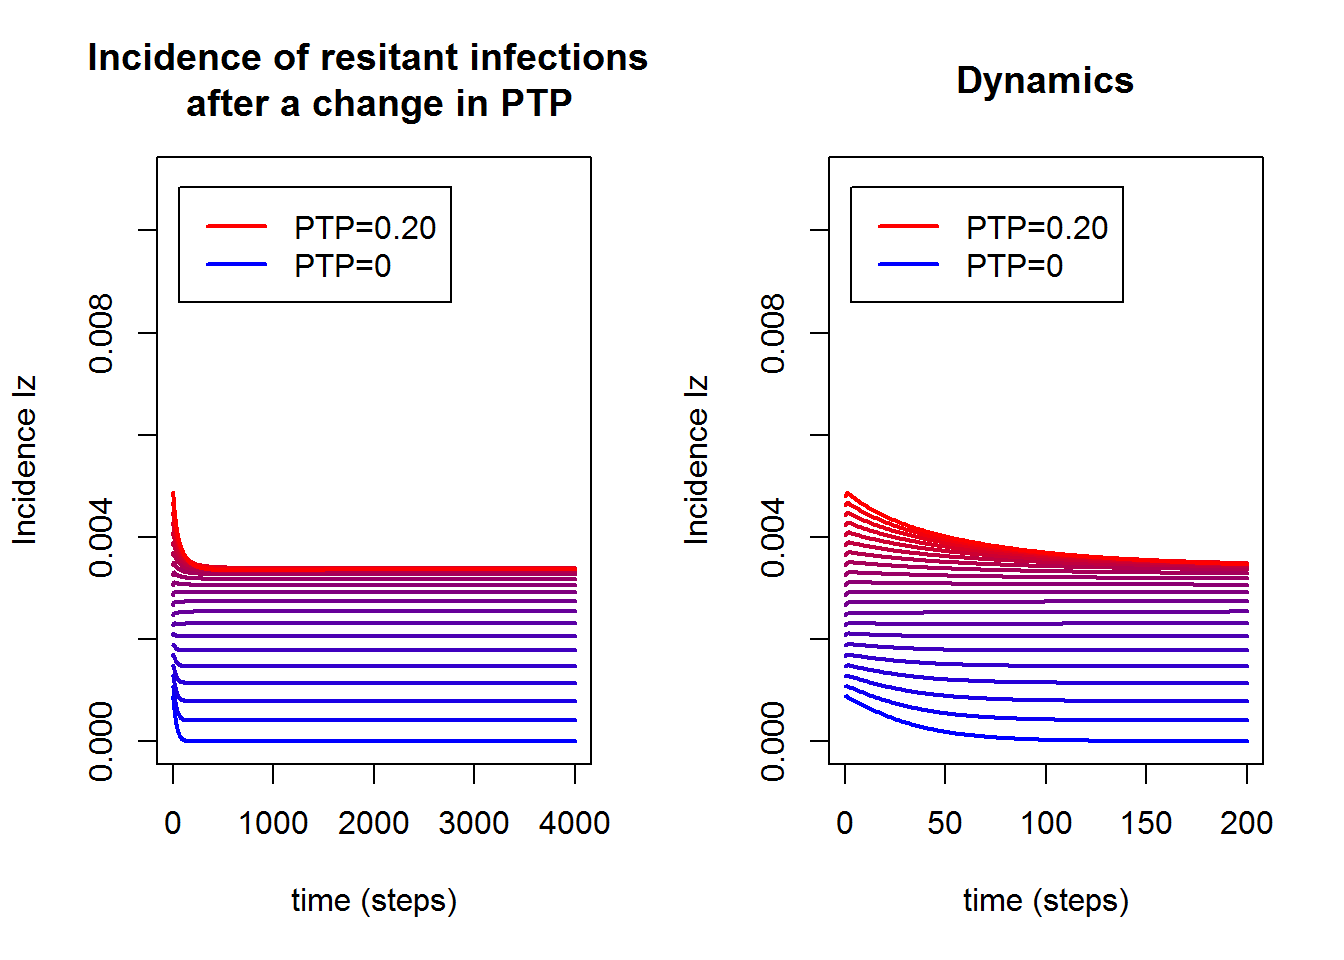 Incidence of resitant infections
after a change in PTP
PTP=0.20
PTP=0
Incidence Iz
0.000
0.004
0.008
0
1000
2000
3000
4000
time (steps)
Dynamics
PTP=0.20
PTP=0
Incidence Iz
0.000
0.004
0.008
0
50
100
150
200
time (steps)